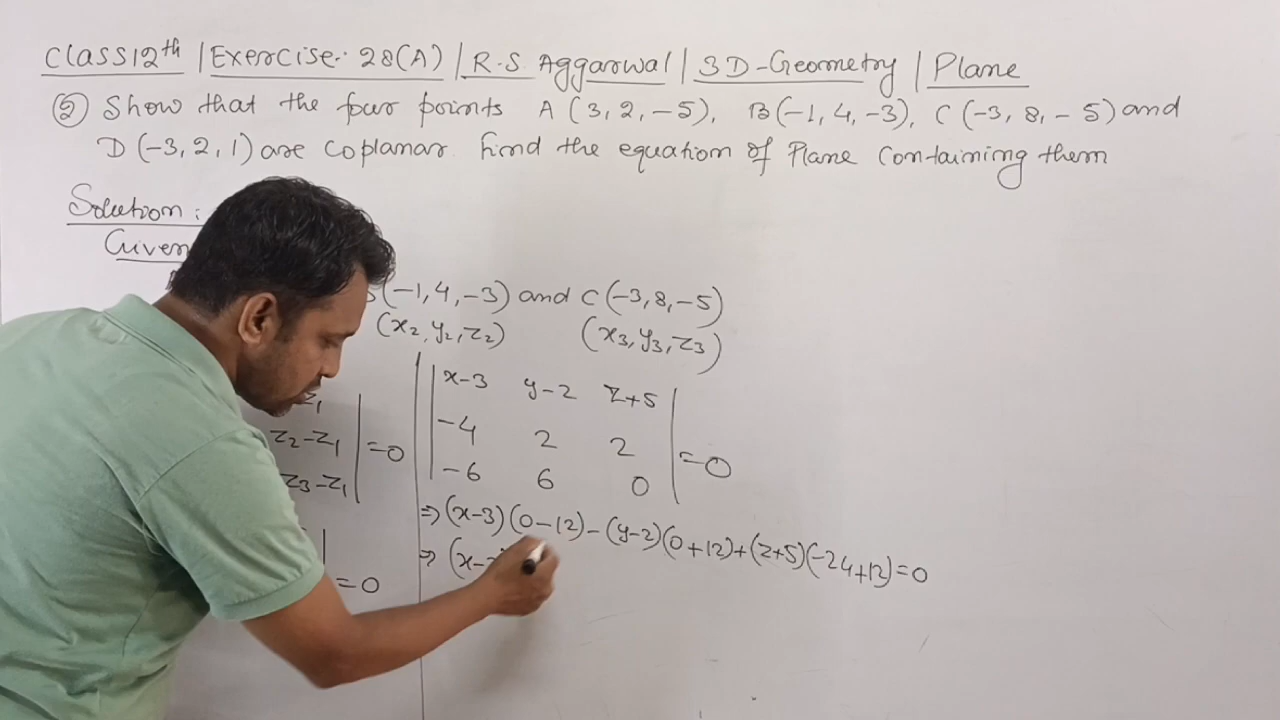 Class 12th | Exercise: 28(A) | R.S. Aggarwal | 3D-Geometry | Plane
⑤ Show that the four points A(3, 2, -5), B(-1, 4, -3), C(-3, 8, -5) and
D(-3, 2, 1) are coplanar. find the equation of Plane Containing them
Solution:
Given
(-1, 4, -3) and C(-3, 8, -5)
(x₂, y₂, z₂) (x₃, y₃, z₃)
z₁
z₂-z₁
z₃-z₁ | =0
=0
| x-3 y-2 z+5 |
| -4 2 2 | =0
| -6 6 0 |
⇒ (x-3)(0-12)-(y-2)(0+12)+(z+5)(-24+12)=0
⇒ (x-